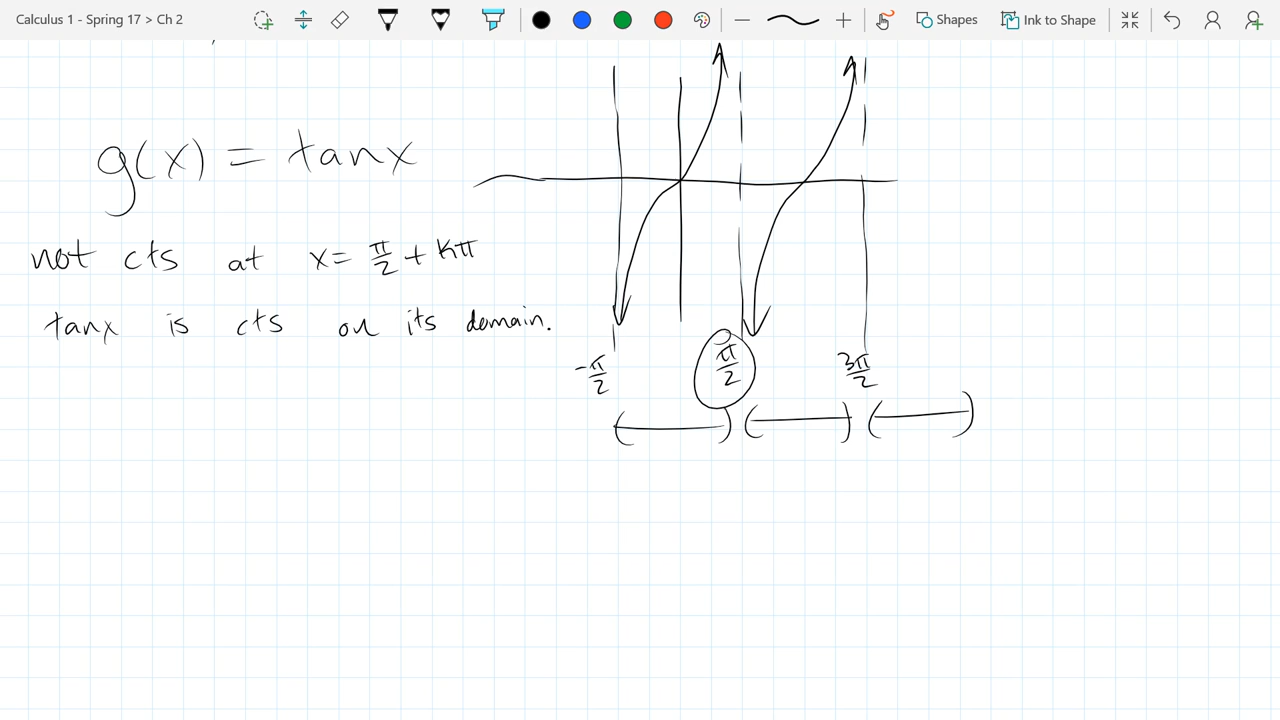 Calculus 1 - Spring 17 > Ch 2
Shapes
Ink to Shape
g(x) = tanx
not cts at x = π/2 + kπ
tanx is cts on its domain.
-π/2
π/2
3π/2
( ) ( ) ( )